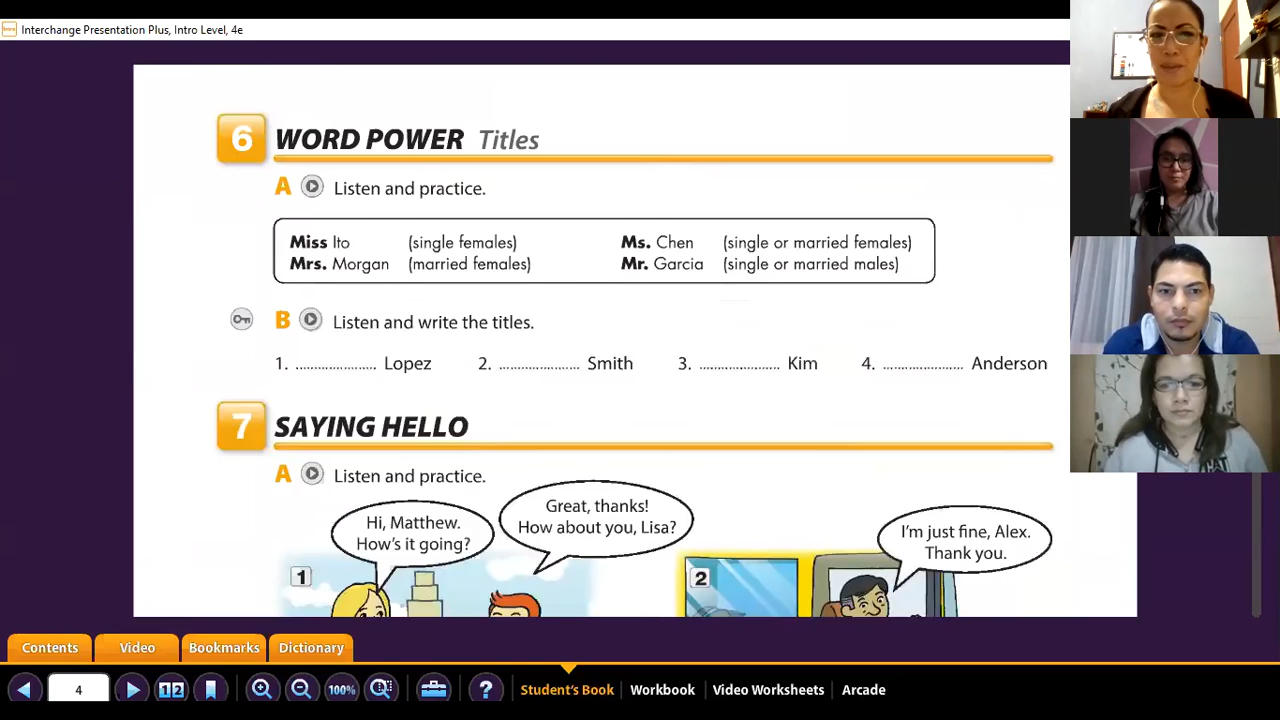 Interchange Presentation Plus, Intro Level, 4e
6 WORD POWER Titles
A Listen and practice.
Miss Ito (single females) Ms. Chen (single or married females)
Mrs. Morgan (married females) Mr. Garcia (single or married males)
B Listen and write the titles.
1. ..................... Lopez 2. ..................... Smith 3. ..................... Kim 4. ..................... Anderson
7 SAYING HELLO
A Listen and practice.
Hi, Matthew.
How's it going?
Great, thanks!
How about you, Lisa?
I'm just fine, Alex.
Thank you.
1
2
Contents Video Bookmarks Dictionary
4 12 100% ? Student's Book Workbook Video Worksheets Arcade